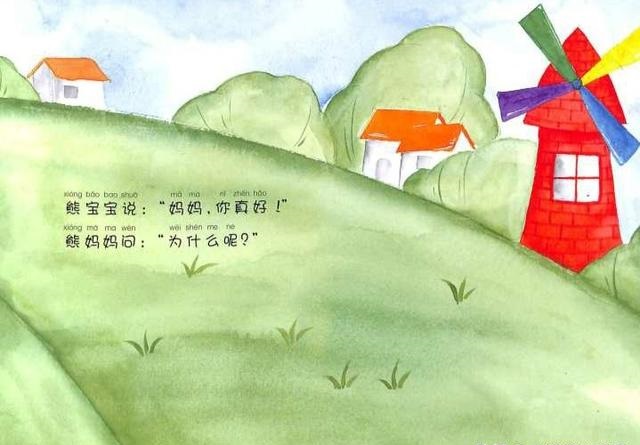 xióng bǎo bao shuō mā ma nǐ zhēn hǎo
熊宝宝说：“妈妈，你真好！”
xióng mā ma wèn wèi shén me ne
熊妈妈问：“为什么呢？”